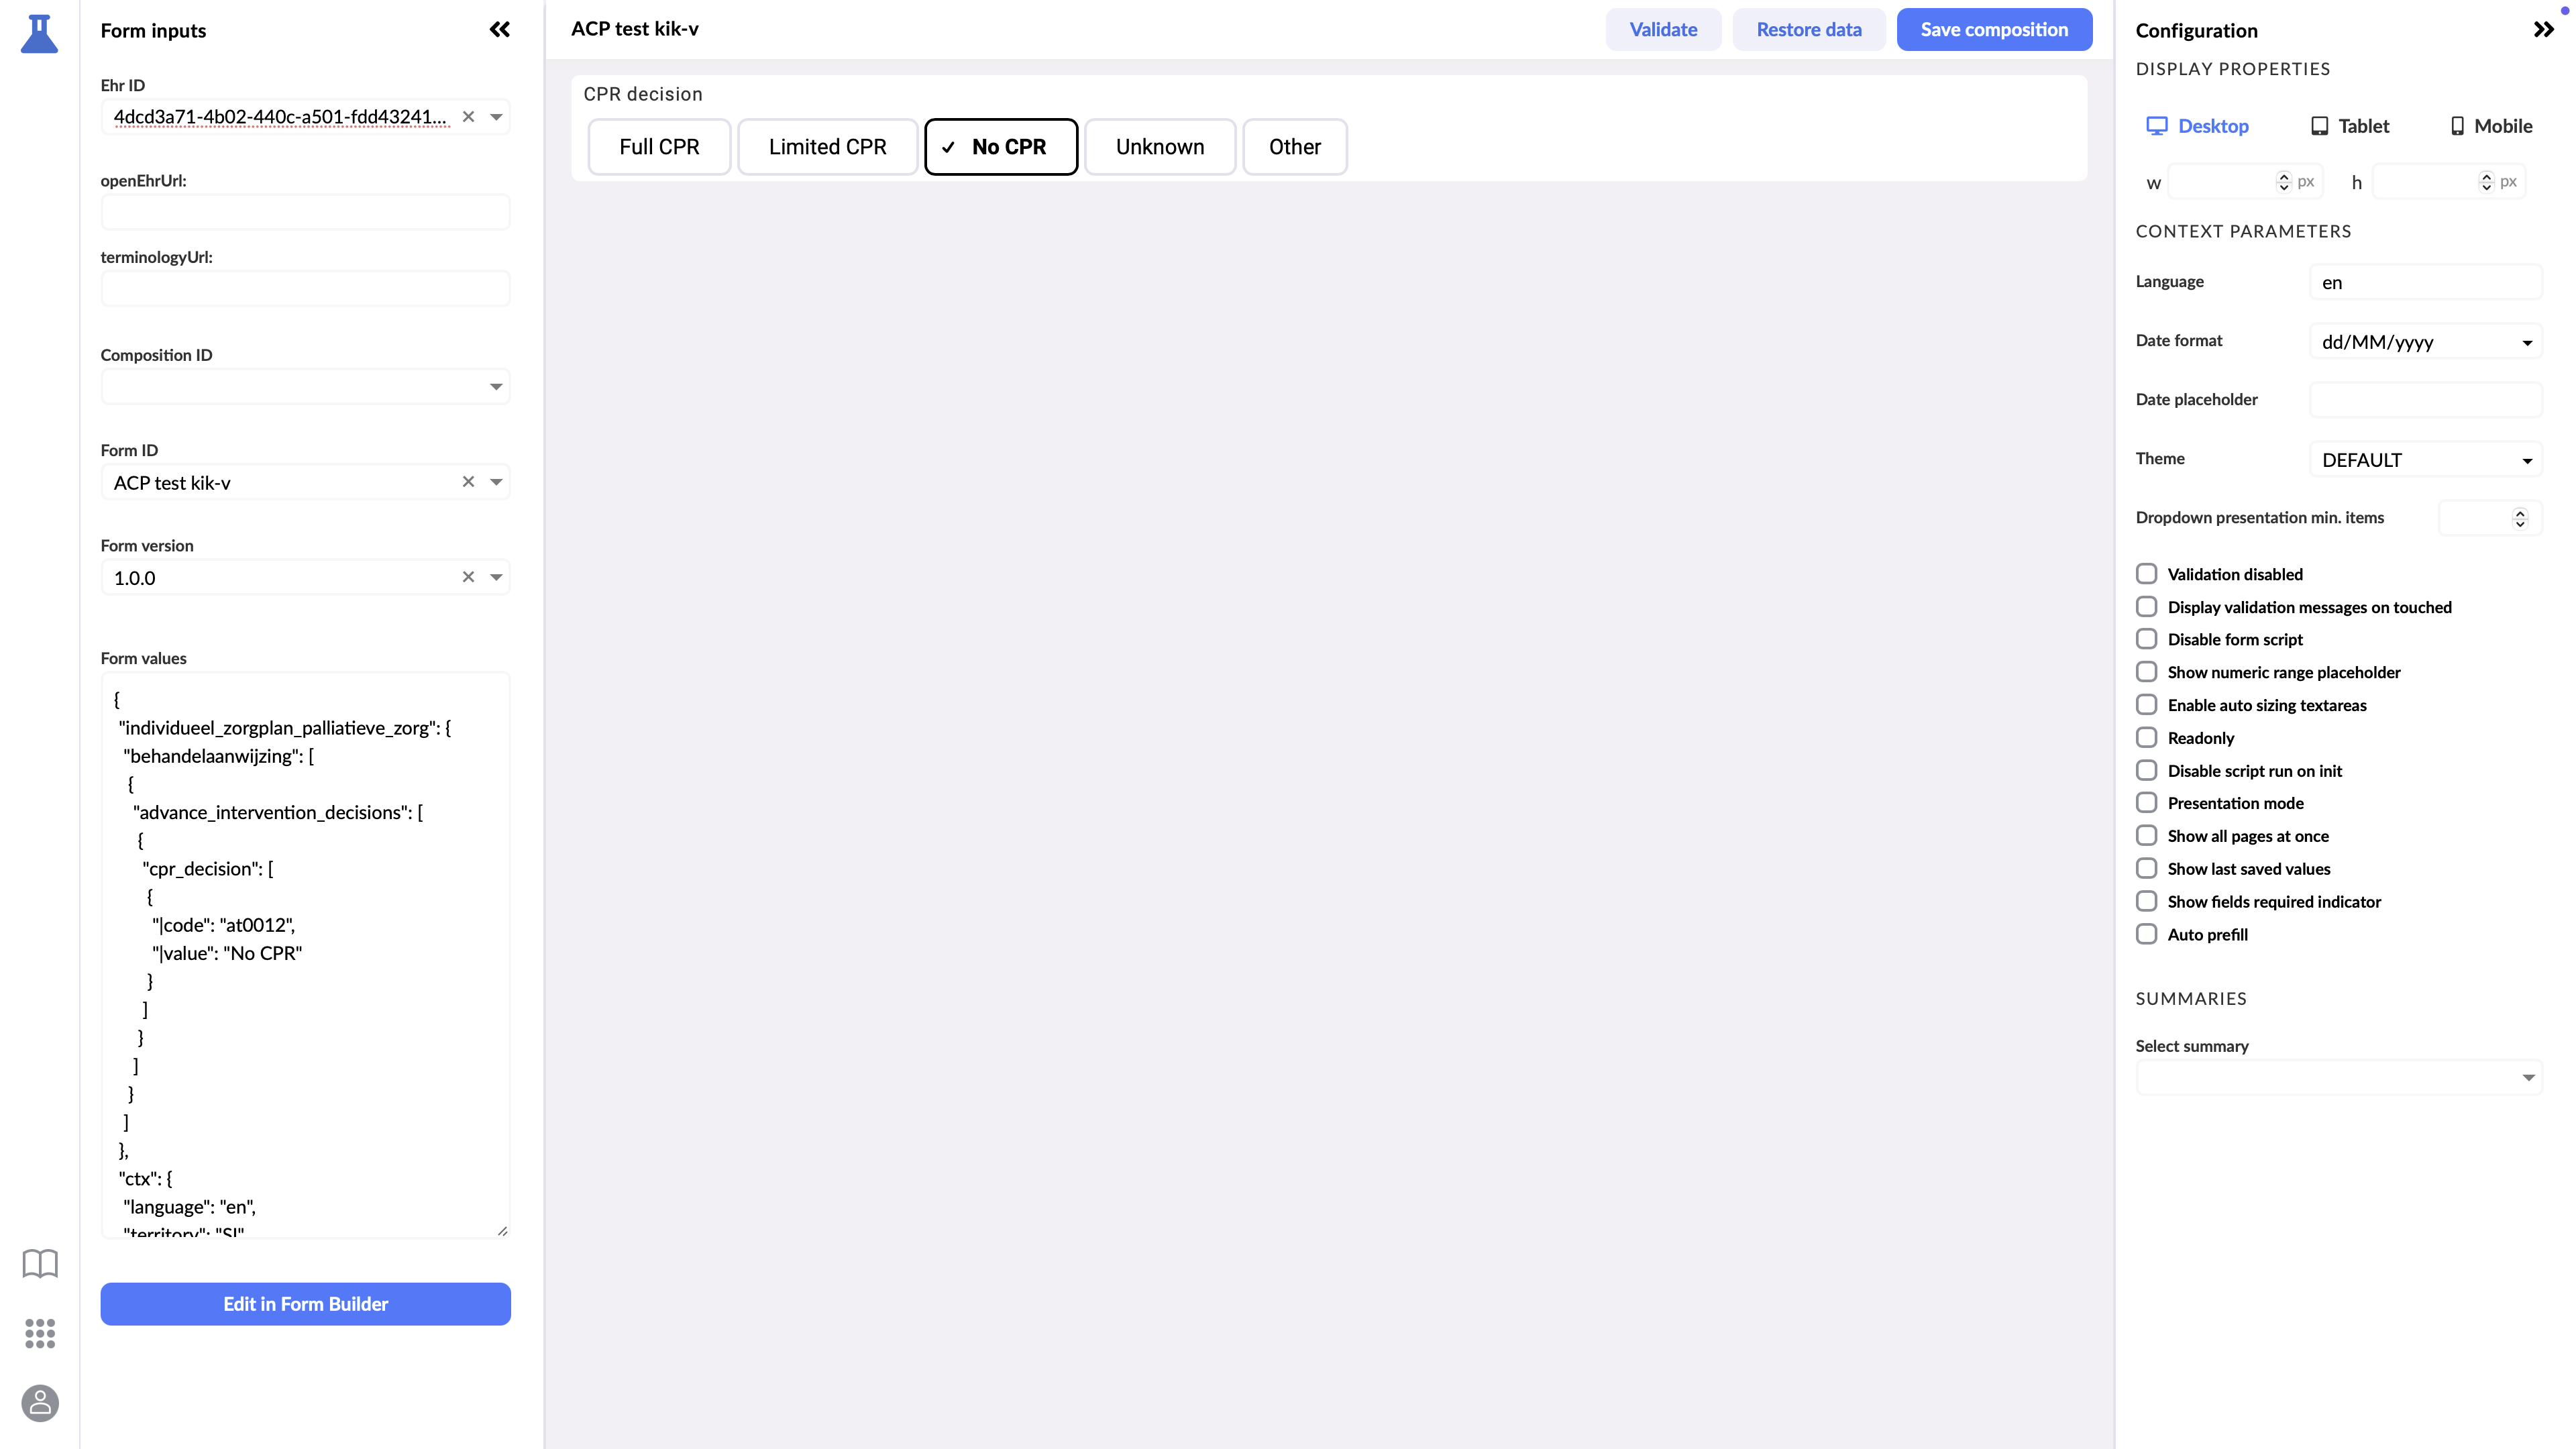 Form inputs
Ehr ID
4dcd3a71-4b02-440c-a501-fdd43241...
openEhrUrl:
terminologyUrl:
Composition ID
Form ID
ACP test kik-v
Form version
1.0.0
Form values
{
"individueel_zorgplan_palliatieve_zorg": {
"behandelaanwijzing": [
{
"advance_intervention_decisions": [
{
"cpr_decision": [
{
"|code": "at0012",
"|value": "No CPR"
}
]
}
]
}
]
},
"ctx": {
"language": "en",
"territory": "SI"
Edit in Form Builder
ACP test kik-v
Validate
Restore data
Save composition
CPR decision
Full CPR
Limited CPR
No CPR
Unknown
Other
Configuration
DISPLAY PROPERTIES
Desktop
Tablet
Mobile
w px h px
CONTEXT PARAMETERS
Language en
Date format dd/MM/yyyy
Date placeholder
Theme DEFAULT
Dropdown presentation min. items
Validation disabled
Display validation messages on touched
Disable form script
Show numeric range placeholder
Enable auto sizing textareas
Readonly
Disable script run on init
Presentation mode
Show all pages at once
Show last saved values
Show fields required indicator
Auto prefill
SUMMARIES
Select summary